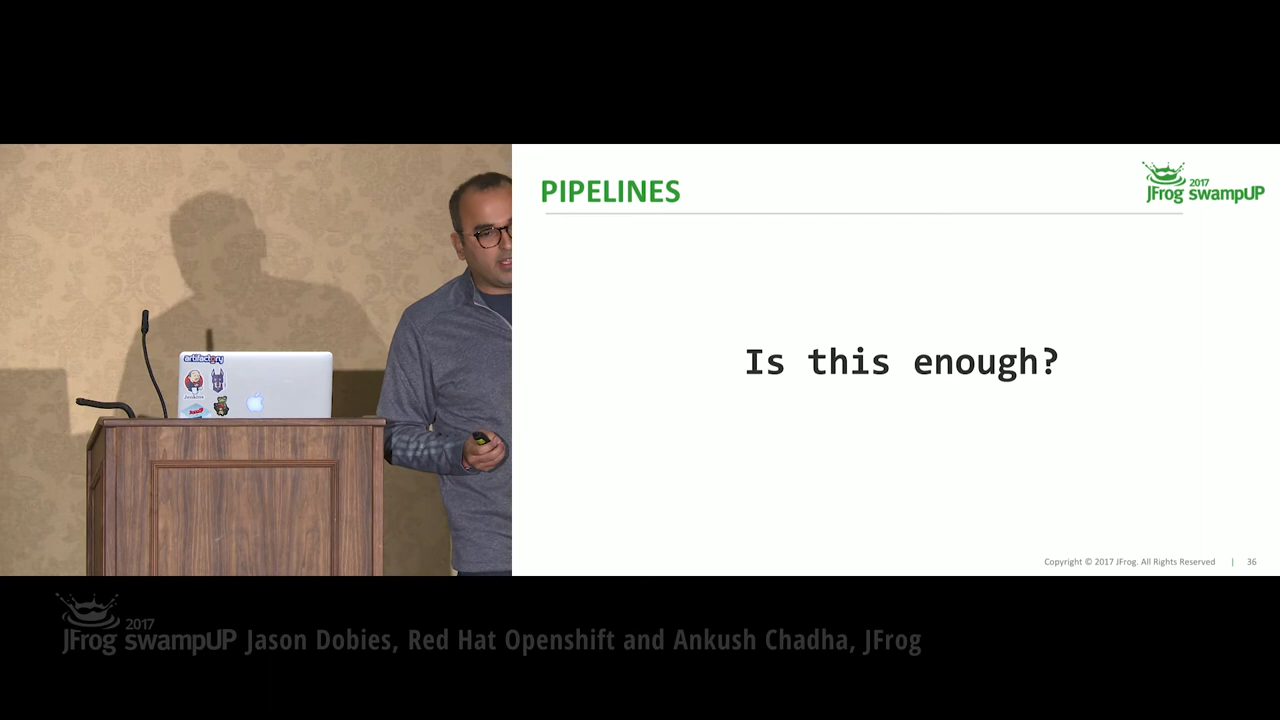 PIPELINES
2017
JFrog swampUP
Is this enough?
artifactory
Jenkins
Copyright © 2017 JFrog. All Rights Reserved | 36
2017
JFrog swampUP Jason Dobies, Red Hat Openshift and Ankush Chadha, JFrog